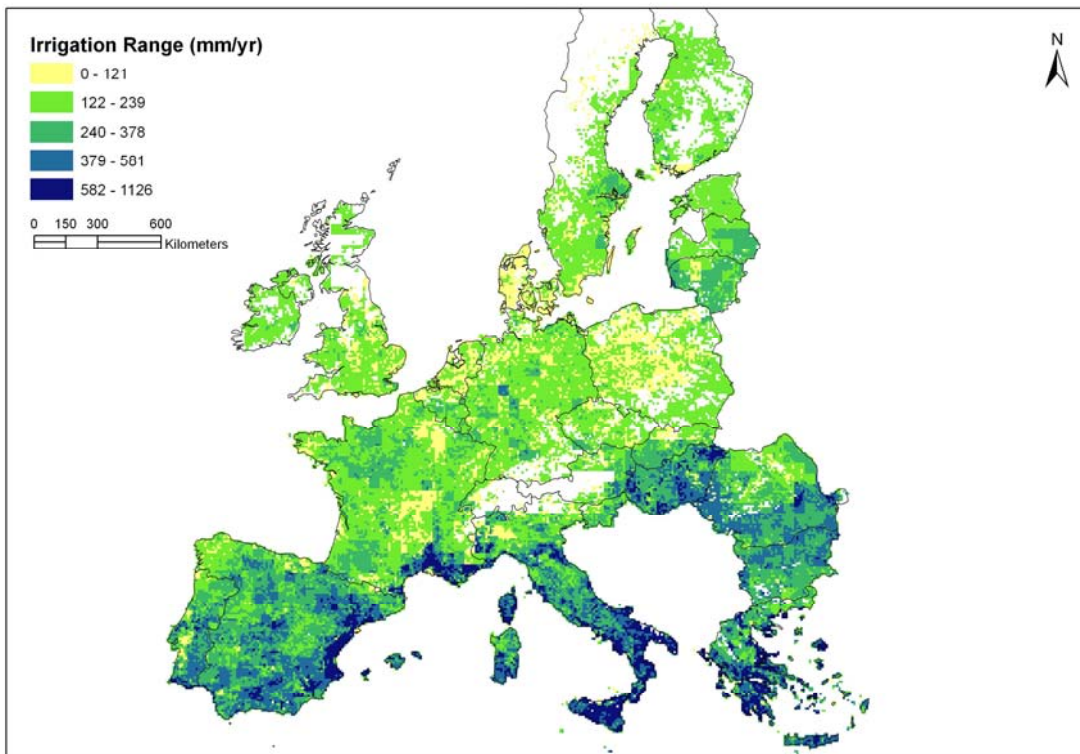 Irrigation Range (mm/yr)
0 - 121
122 - 239
240 - 378
379 - 581
582 - 1126
0 150 300 600
Kilometers
N